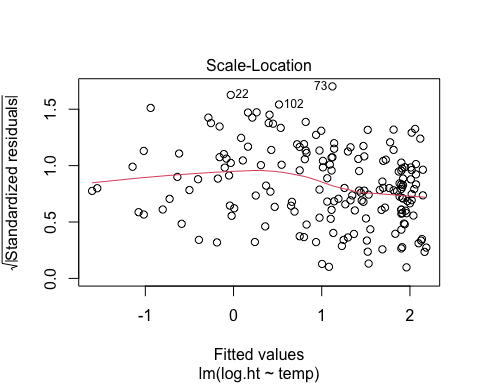 Scale-Location
√|Standardized residuals|
1.5
1.0
0.5
0.0
22
102
73
-1 0 1 2
Fitted values
lm(log.ht ~ temp)